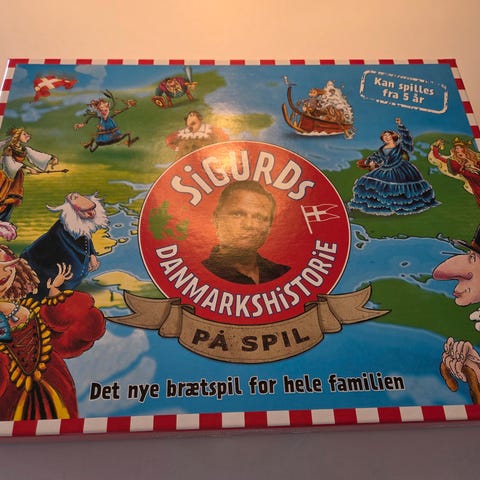 Kan spilles
fra 5 år
SiGURDS
DANMARKSHiSTORiE
PÅ SPIL
Det nye brætspil for hele familien